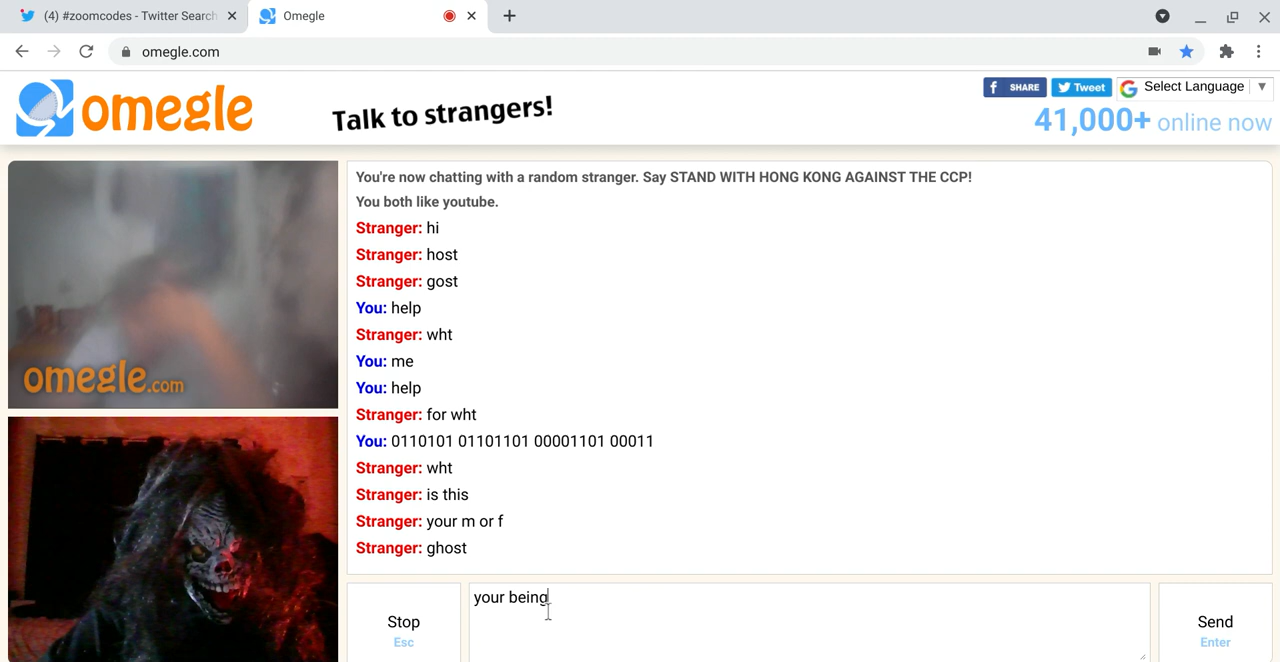 (4) #zoomcodes - Twitter Search
Omegle
omegle.com
omegle
Talk to strangers!
SHARE
Tweet
Select Language
41,000+ online now
You're now chatting with a random stranger. Say STAND WITH HONG KONG AGAINST THE CCP!
You both like youtube.
Stranger: hi
Stranger: host
Stranger: gost
You: help
Stranger: wht
You: me
You: help
Stranger: for wht
You: 0110101 01101101 00001101 00011
Stranger: wht
Stranger: is this
Stranger: your m or f
Stranger: ghost
omegle.com
Stop
Esc
your being
Send
Enter